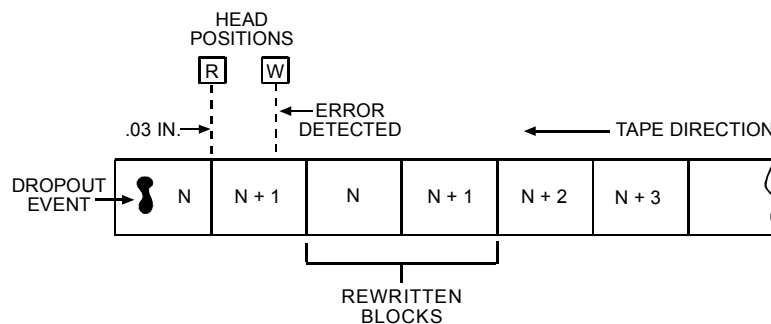 HEAD
POSITIONS
R W
.03 IN.
ERROR
DETECTED
TAPE DIRECTION
DROPOUT
EVENT
N N + 1 N N + 1 N + 2 N + 3
REWRITTEN
BLOCKS